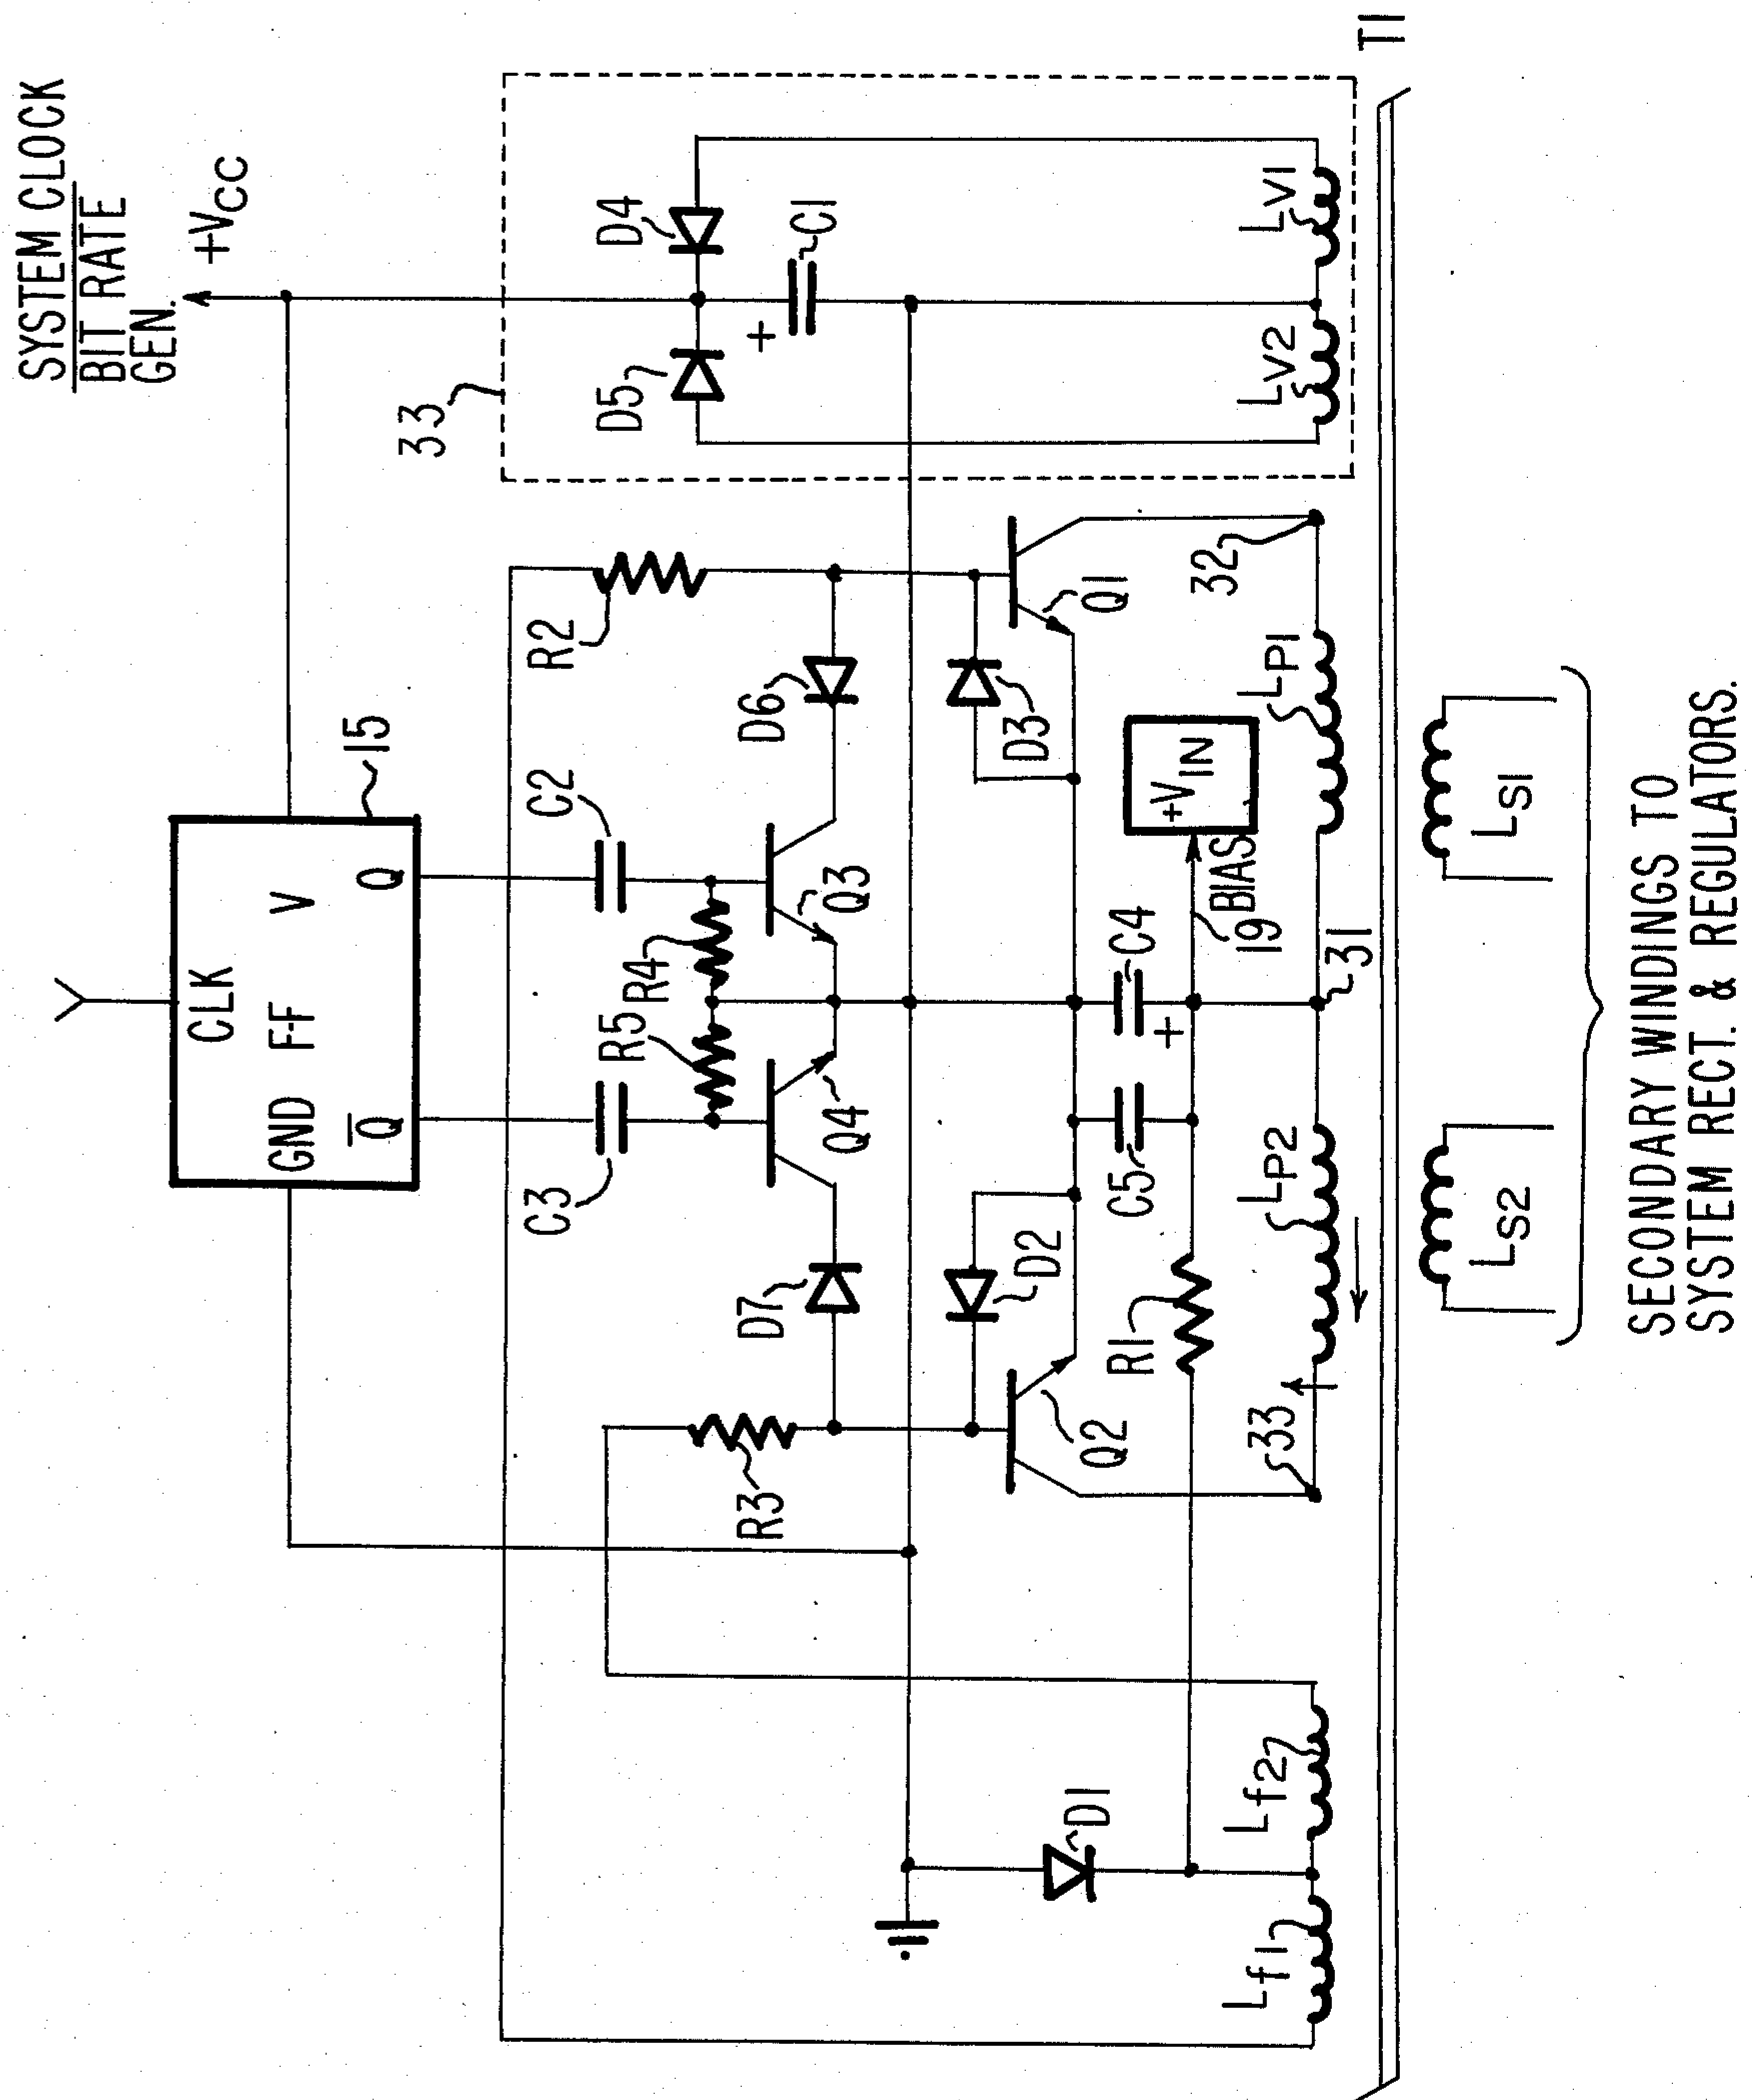 SYSTEM CLOCK
BIT RATE
GEN.
+VCC
T1
33
D4
D5
C1
+
LV1
LV2
15
CLK
F-F
V
GND
Q
Q
R2
C2
D6
Q3
R4
R5
C3
Q4
D7
R3
D3
Q1
32
+VIN
BIAS
19
LP1
C4
+
31
C5
D2
R1
LP2
Q2
33
D1
Lf2
Lf1
LS1
LS2
SECONDARY WINDINGS TO
SYSTEM RECT. & REGULATORS.